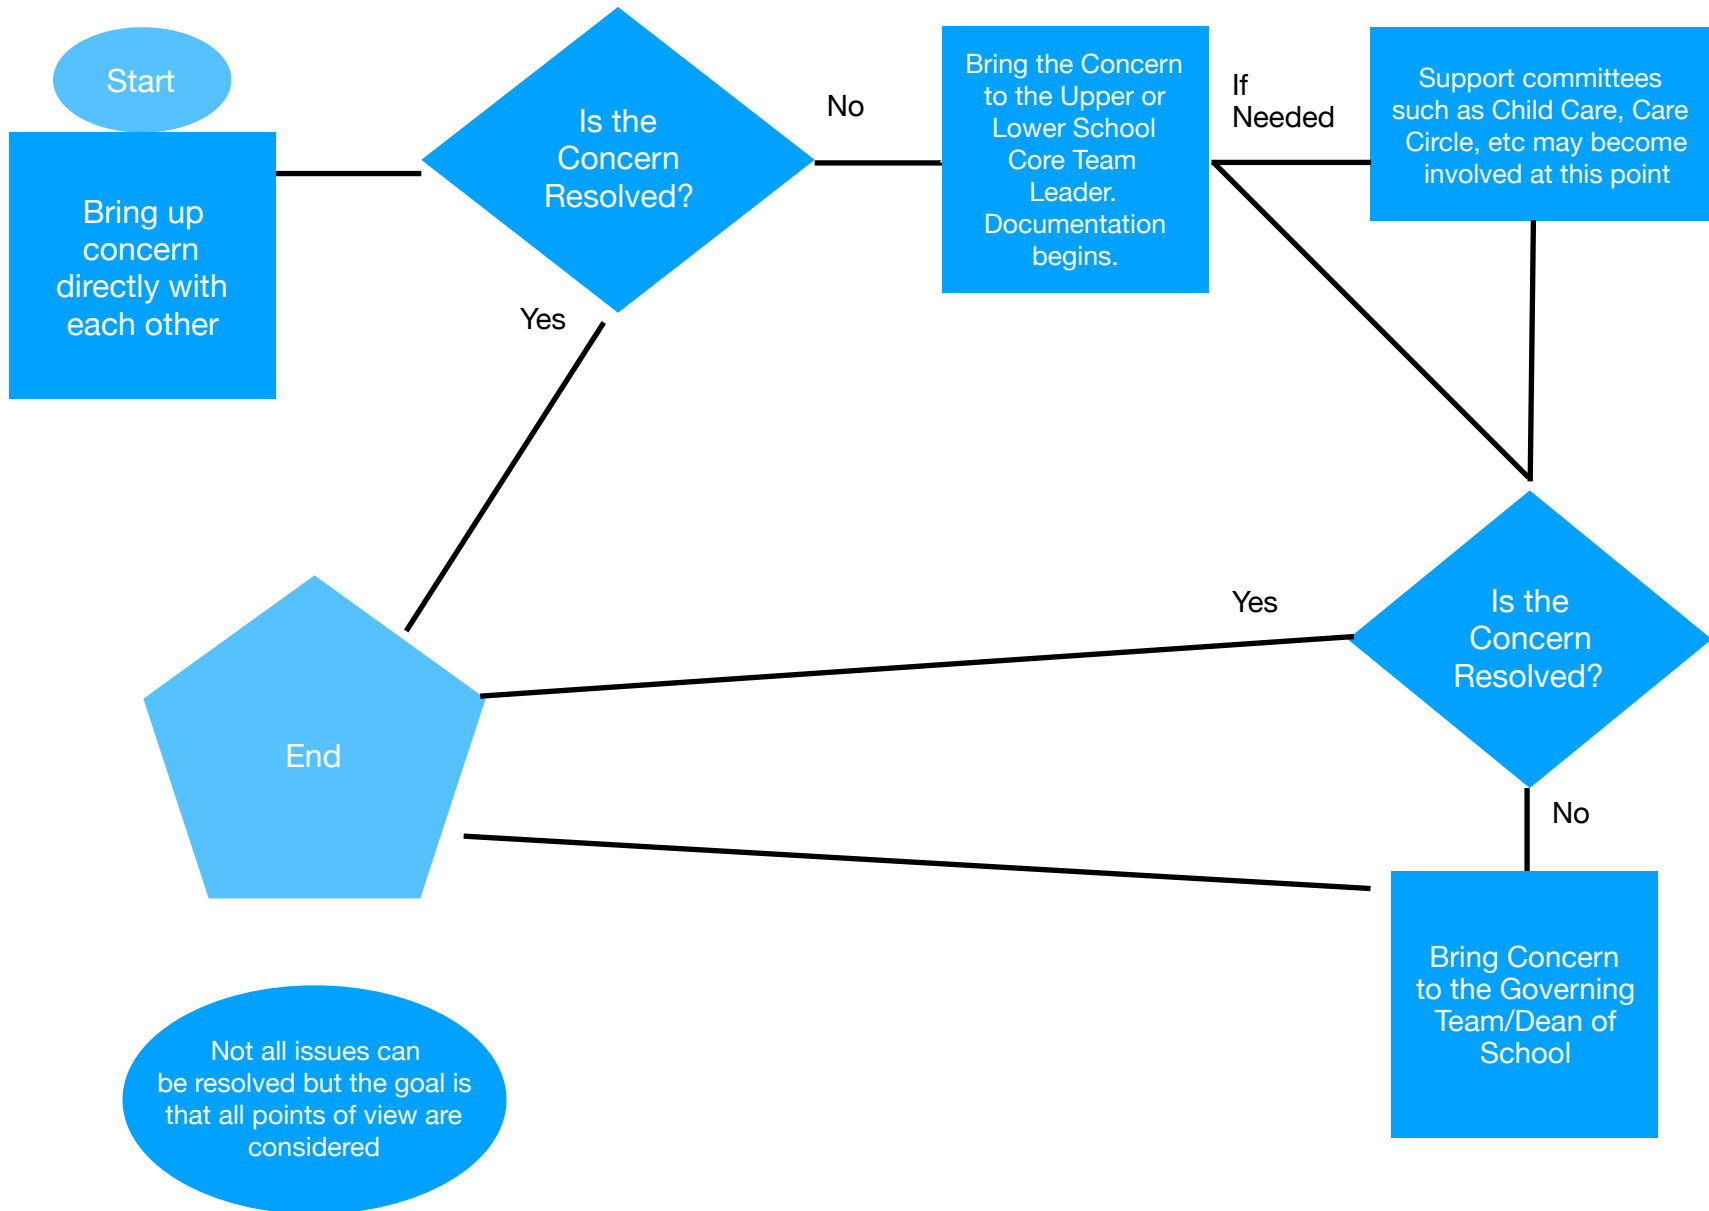 Start
Bring up
concern
directly with
each other
Is the
Concern
Resolved?
No
Yes
Bring the Concern
to the Upper or
Lower School
Core Team
Leader.
Documentation
begins.
If
Needed
Support committees
such as Child Care, Care
Circle, etc may become
involved at this point
Is the
Concern
Resolved?
Yes
No
End
Bring Concern
to the Governing
Team/Dean of
School
Not all issues can
be resolved but the goal is
that all points of view are
considered